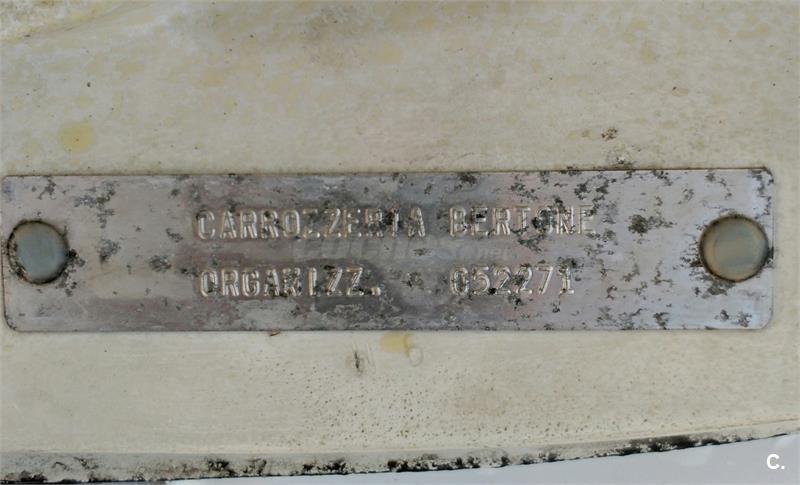 CARROZZERIA BERTONE
ORGANIZZ. 052271
C.